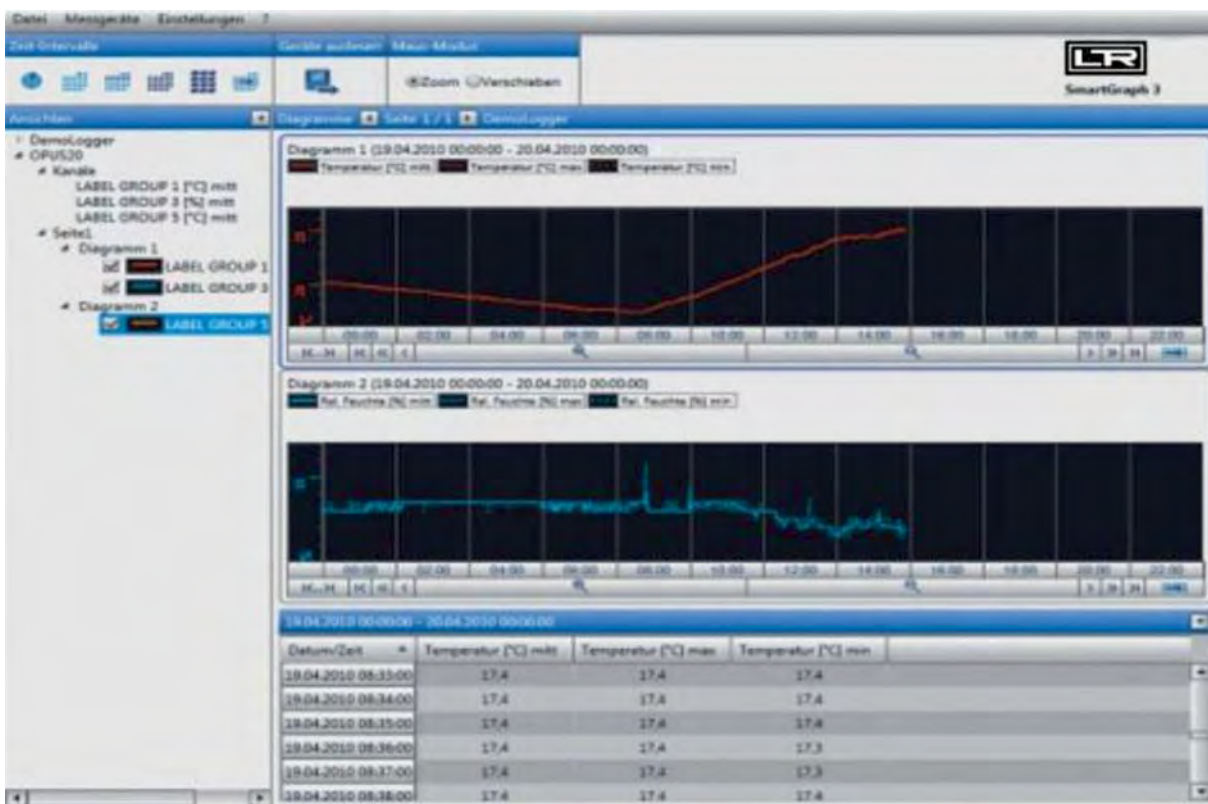 Datei Messgeräte Einstellungen ?
Zeit-Intervalle
Geräte auslesen
Maus-Modus
Zoom Verschieben
LTR
SmartGraph 3
Ansichten
Diagramme Seite 1 / 1 DemoLogger
DemoLogger
OPUS20
Kanäle
LABEL GROUP 1 [°C] mitt
LABEL GROUP 3 [%] mitt
LABEL GROUP 5 [°C] mitt
Seite1
Diagramm 1
LABEL GROUP 1
LABEL GROUP 3
Diagramm 2
LABEL GROUP 5
Diagramm 1 (19.04.2010 00:00:00 - 20.04.2010 00:00:00)
Temperatur [°C] mitt Temperatur [°C] max Temperatur [°C] min
00:00 02:00 04:00 06:00 08:00 10:00 12:00 14:00 16:00 18:00 20:00 22:00
Diagramm 2 (19.04.2010 00:00:00 - 20.04.2010 00:00:00)
Rel. Feuchte [%] mitt Rel. Feuchte [%] max Rel. Feuchte [%] min
00:00 02:00 04:00 06:00 08:00 10:00 12:00 14:00 16:00 18:00 20:00 22:00
19.04.2010 00:00:00 - 20.04.2010 00:00:00
Datum/Zeit Temperatur [°C] mitt Temperatur [°C] max Temperatur [°C] min
19.04.2010 08:33:00 17,4 17,4 17,4
19.04.2010 08:34:00 17,4 17,4 17,4
19.04.2010 08:35:00 17,4 17,4 17,4
19.04.2010 08:36:00 17,4 17,4 17,3
19.04.2010 08:37:00 17,4 17,4 17,3
19.04.2010 08:38:00 17,4 17,4 17,4